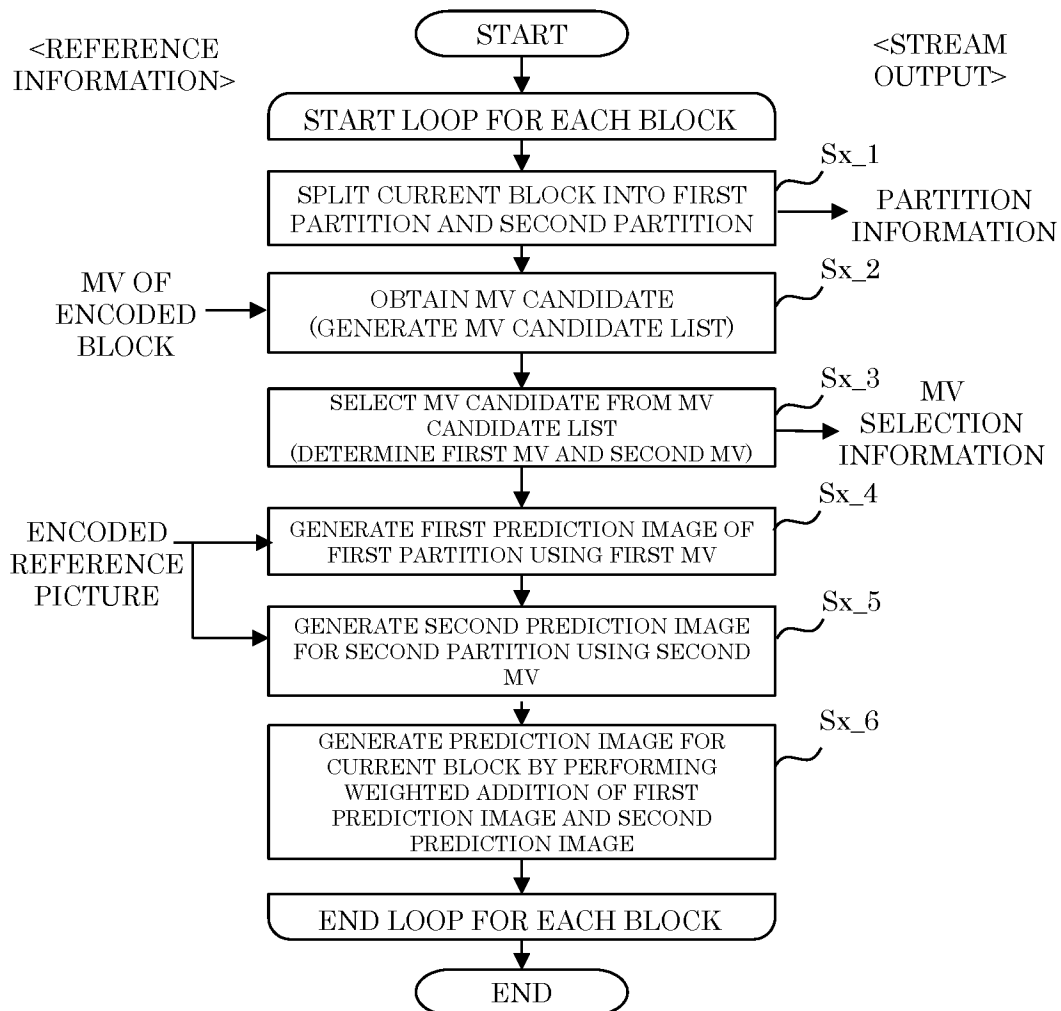 START
<REFERENCE
INFORMATION>
<STREAM
OUTPUT>
START LOOP FOR EACH BLOCK
Sx_1
SPLIT CURRENT BLOCK INTO FIRST
PARTITION AND SECOND PARTITION
PARTITION
INFORMATION
Sx_2
MV OF
ENCODED
BLOCK
OBTAIN MV CANDIDATE
(GENERATE MV CANDIDATE LIST)
Sx_3
SELECT MV CANDIDATE FROM MV
CANDIDATE LIST
(DETERMINE FIRST MV AND SECOND MV)
MV
SELECTION
INFORMATION
Sx_4
ENCODED
REFERENCE
PICTURE
GENERATE FIRST PREDICTION IMAGE OF
FIRST PARTITION USING FIRST MV
Sx_5
GENERATE SECOND PREDICTION IMAGE
FOR SECOND PARTITION USING SECOND
MV
Sx_6
GENERATE PREDICTION IMAGE FOR
CURRENT BLOCK BY PERFORMING
WEIGHTED ADDITION OF FIRST
PREDICTION IMAGE AND SECOND
PREDICTION IMAGE
END LOOP FOR EACH BLOCK
END